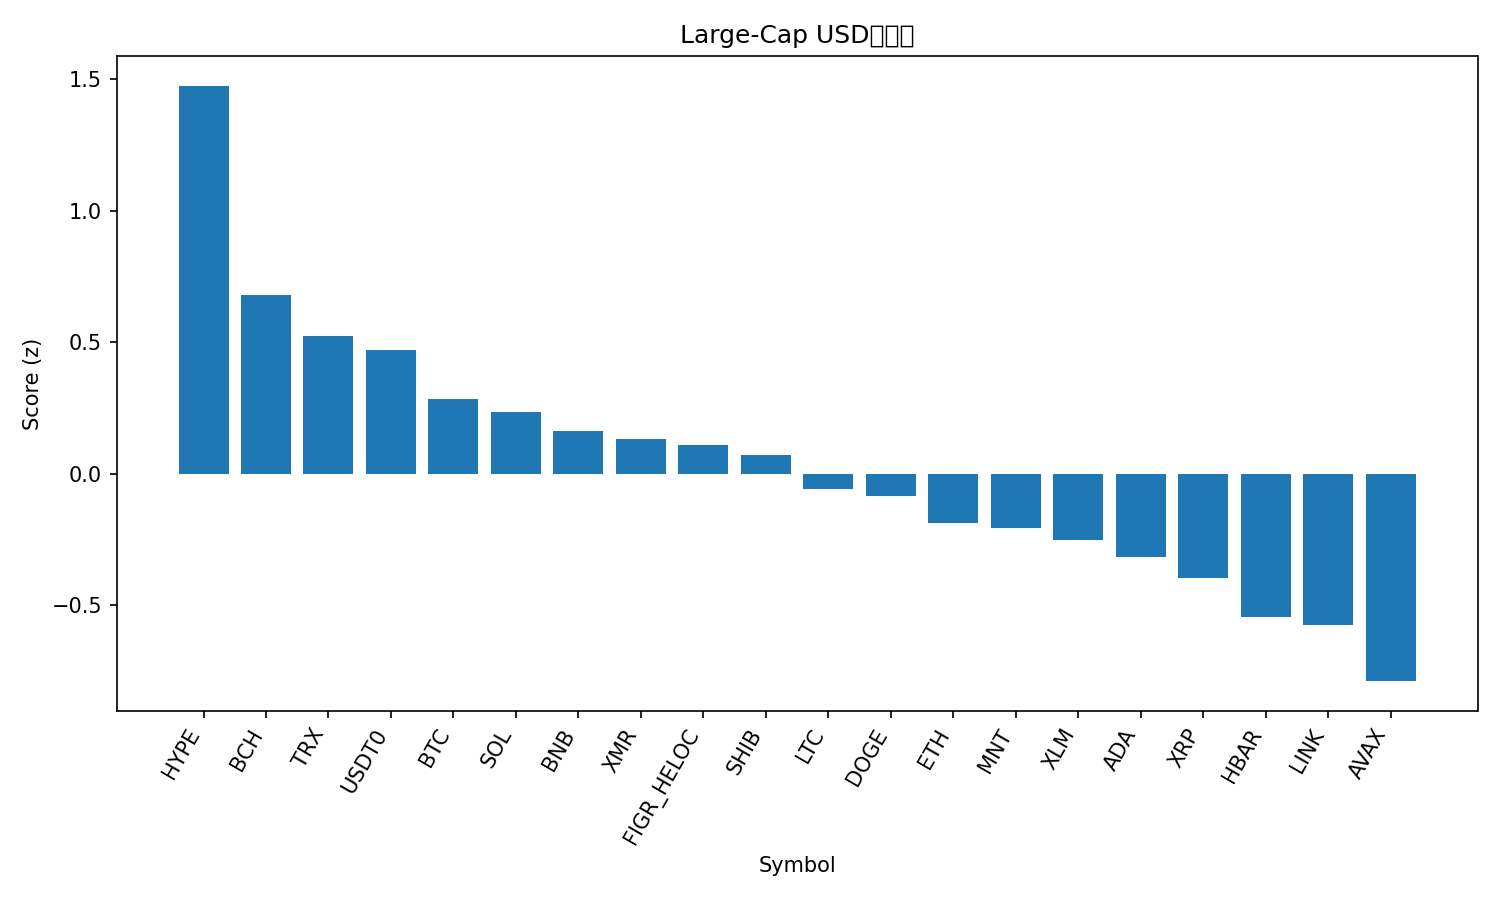 Large-Cap USD
1.5
1.0
0.5
0.0
−0.5
Score (z)
HYPE
BCH
TRX
USDT0
BTC
SOL
BNB
XMR
FIGR_HELOC
SHIB
LTC
DOGE
ETH
MNT
XLM
ADA
XRP
HBAR
LINK
AVAX
Symbol